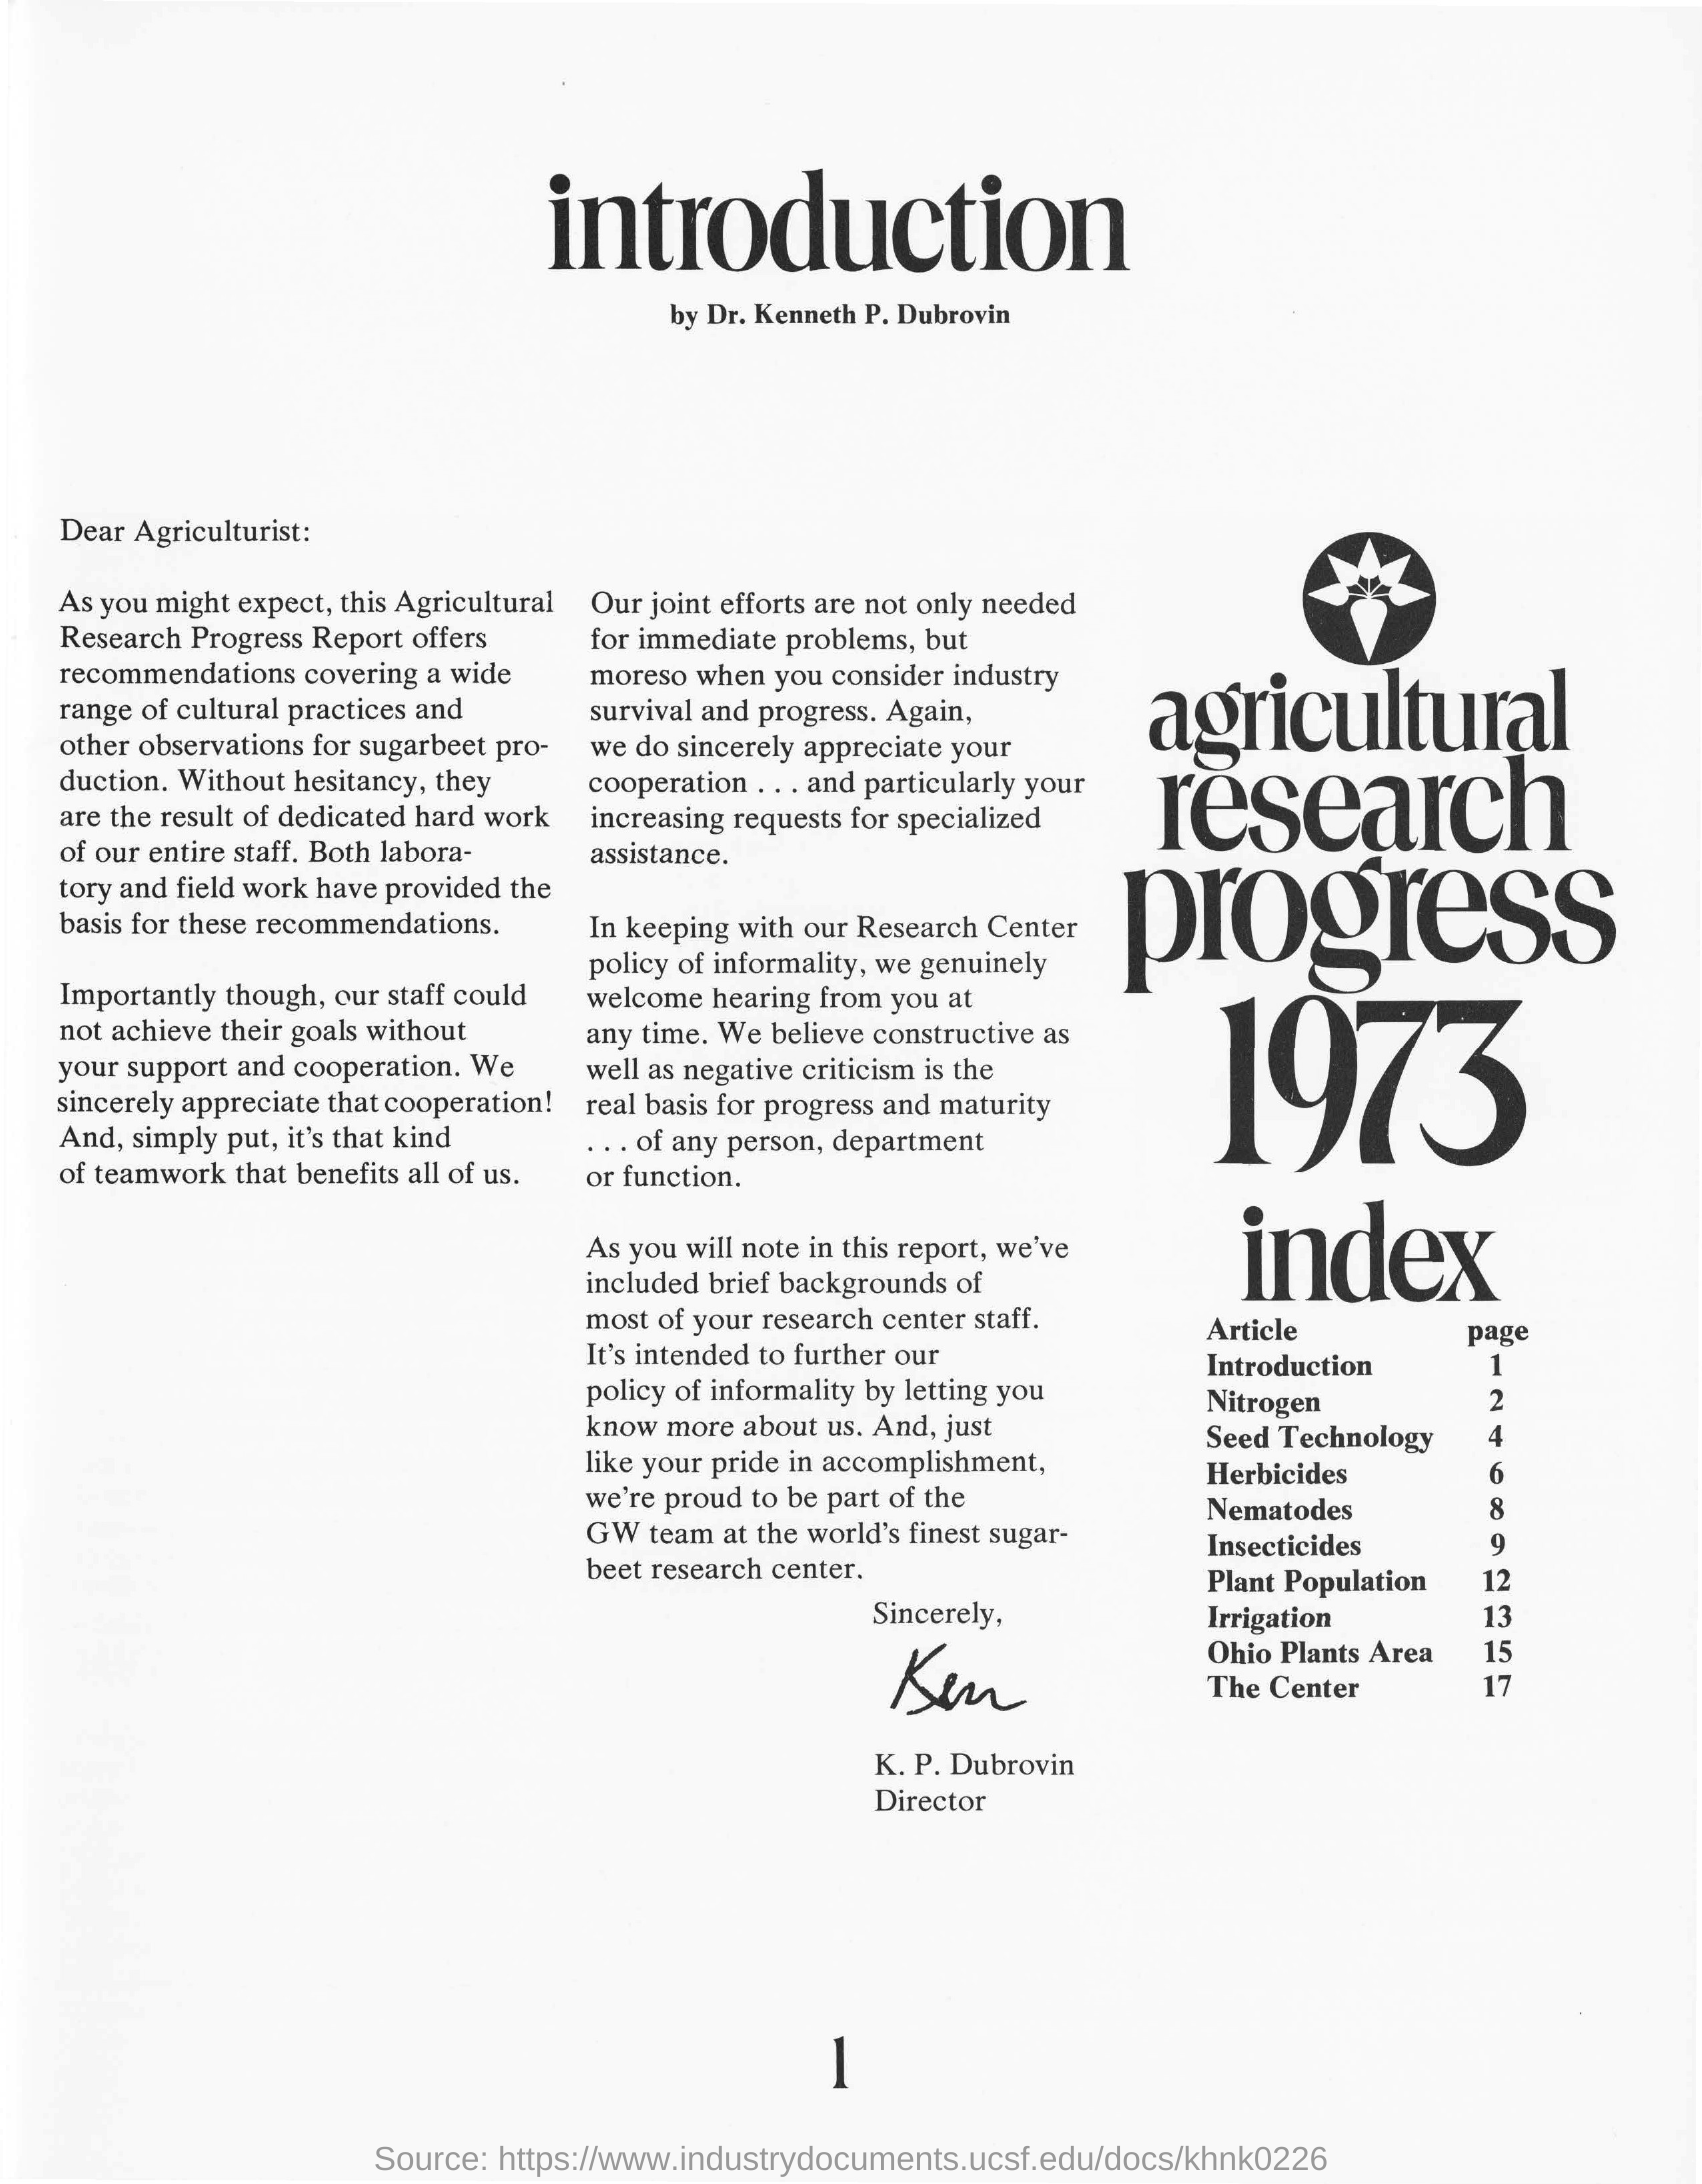 introduction
by Dr. Kenneth P. Dubrovin
Dear Agriculturist:
As you might expect, this Agricultural
Research Progress Report offers
recommendations covering a wide
range of cultural practices and
other observations for sugarbeet pro-
duction. Without hesitancy, they
are the result of dedicated hard work
of our entire staff. Both labora-
tory and field work have provided the
basis for these recommendations.
Importantly though, our staff could
not achieve their goals without
your support and cooperation. We
sincerely appreciate that cooperation!
And, simply put, it's that kind
of teamwork that benefits all of us.
Our joint efforts are not only needed
for immediate problems, but
moreso when you consider industry
survival and progress. Again,
we do sincerely appreciate your
cooperation . . . and particularly your
increasing requests for specialized
assistance.
In keeping with our Research Center
policy of informality, we genuinely
welcome hearing from you at
any time. We believe constructive as
well as negative criticism is the
real basis for progress and maturity
. . . of any person, department
or function.
As you will note in this report, we've
included brief backgrounds of
most of your research center staff.
It's intended to further our
policy of informality by letting you
know more about us. And, just
like your pride in accomplishment,
we're proud to be part of the
GW team at the world's finest sugar-
beet research center.
Sincerely,
Ken
K. P. Dubrovin
Director
agricultural
research
progress
1973
index
Article page
Introduction 1
Nitrogen 2
Seed Technology 4
Herbicides 6
Nematodes 8
Insecticides 9
Plant Population 12
Irrigation 13
Ohio Plants Area 15
The Center 17
1
Source: https://www.industrydocuments.ucsf.edu/docs/khnk0226